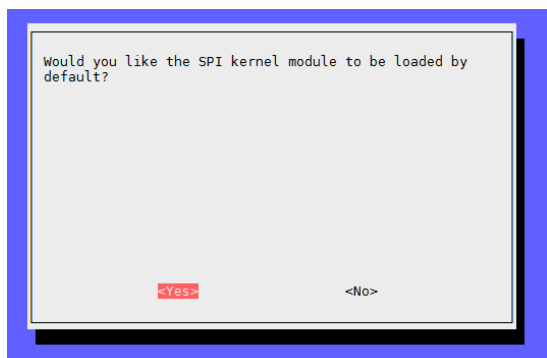 Would you like the SPI kernel module to be loaded by
default?
<Yes> <No>